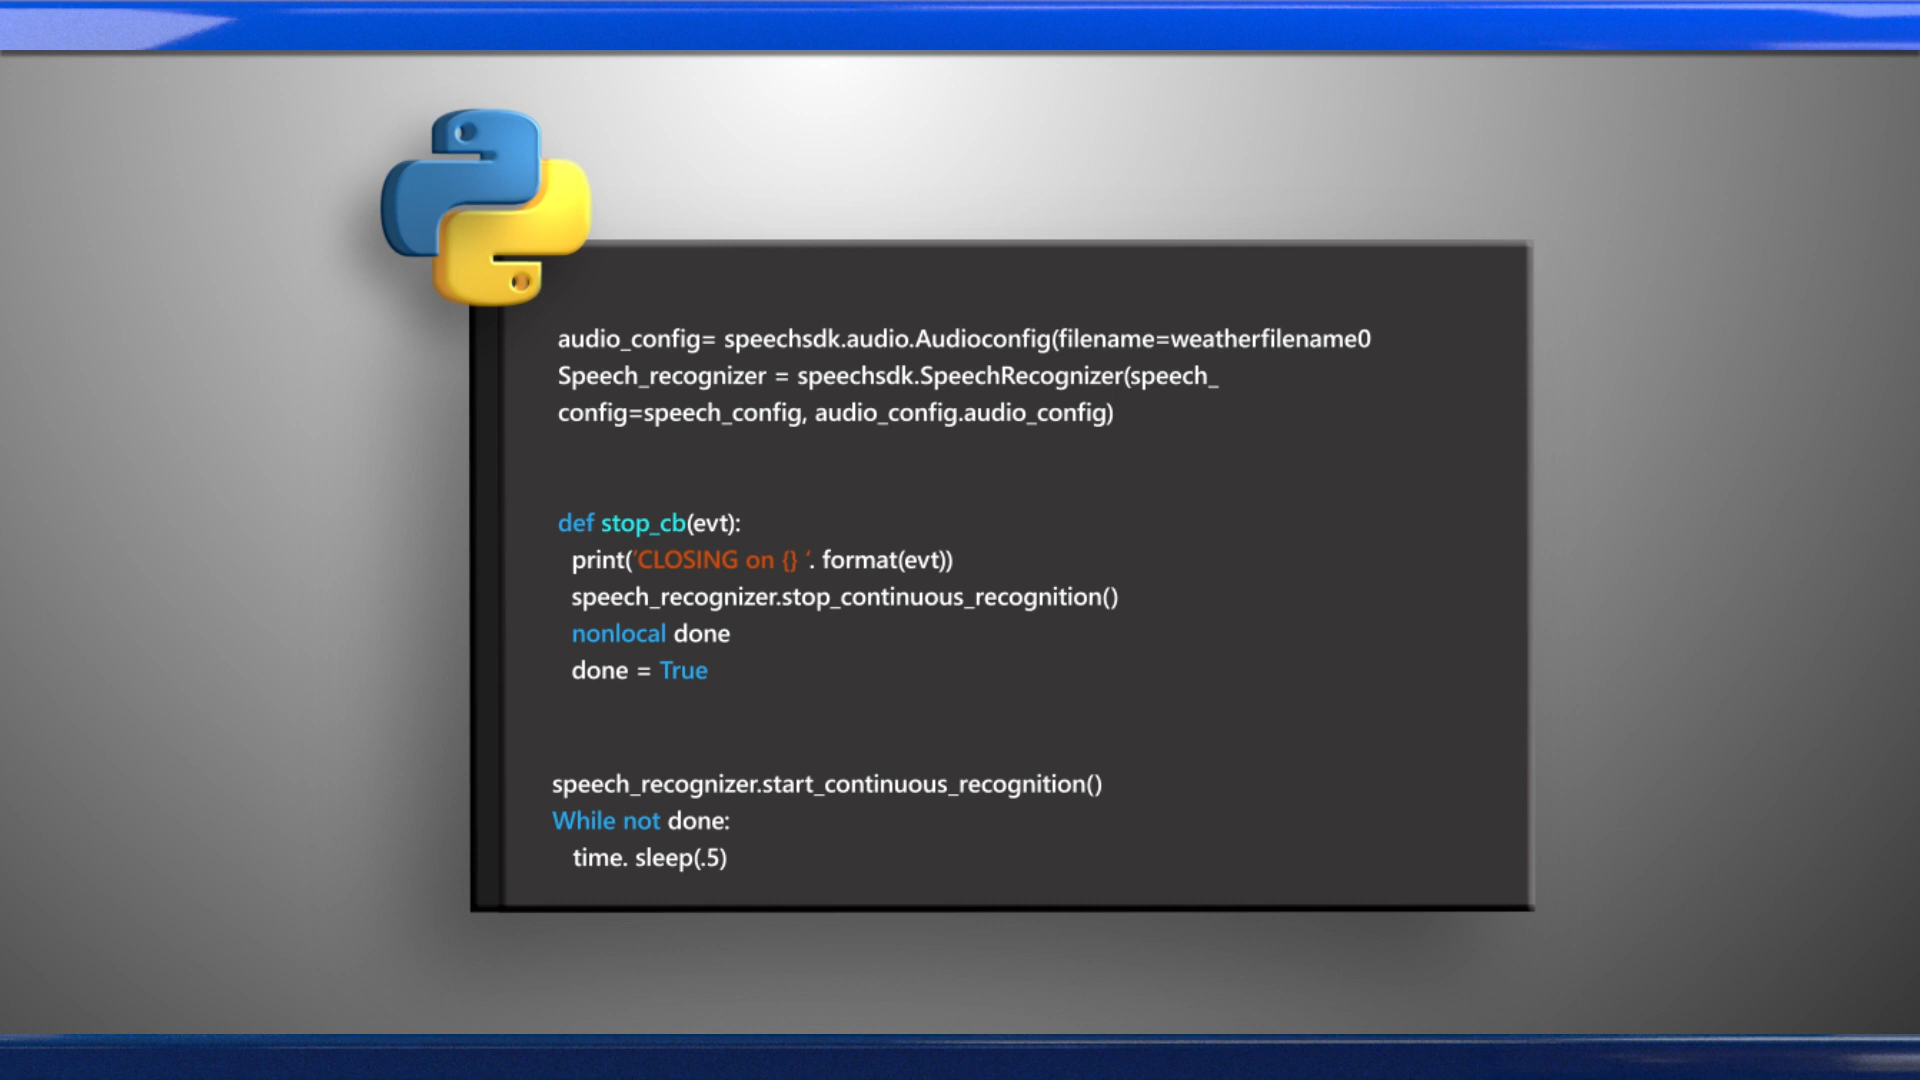 audio_config= speechsdk.audio.Audioconfig(filename=weatherfilename0
Speech_recognizer = speechsdk.SpeechRecognizer(speech_
config=speech_config, audio_config.audio_config)
def stop_cb(evt):
print(‘CLOSING on {} ‘. format(evt))
speech_recognizer.stop_continuous_recognition()
nonlocal done
done = True
speech_recognizer.start_continuous_recognition()
While not done:
time. sleep(.5)